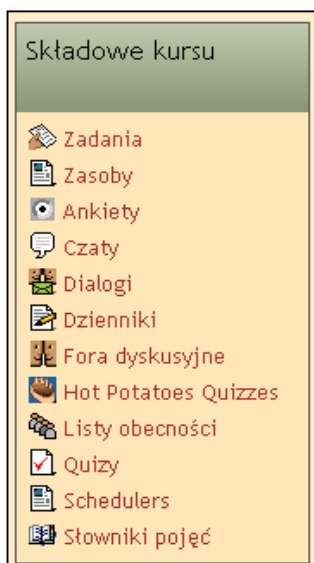 Składowe kursu
Zadania
Zasoby
Ankiety
Czaty
Dialogi
Dzienniki
Fora dyskusyjne
Hot Potatoes Quizzes
Listy obecności
Quizy
Schedulers
Słowniki pojęć